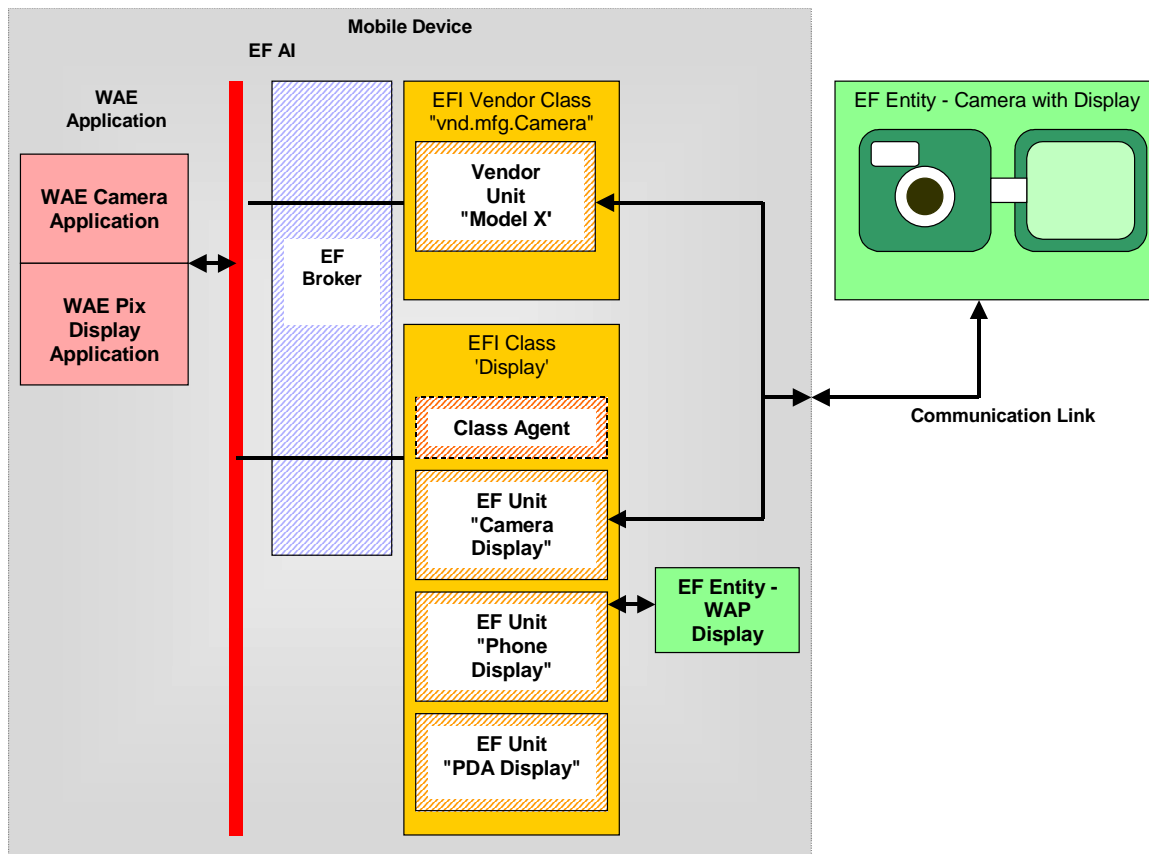 Mobile Device
EF AI
WAE
Application
WAE Camera
Application
WAE Pix
Display
Application
EF
Broker
EFI Vendor Class
"vnd.mfg.Camera"
Vendor
Unit
"Model X'
EFI Class
'Display'
Class Agent
EF Unit
"Camera
Display"
EF Unit
"Phone
Display"
EF Unit
"PDA Display"
EF Entity -
WAP
Display
EF Entity - Camera with Display
Communication Link